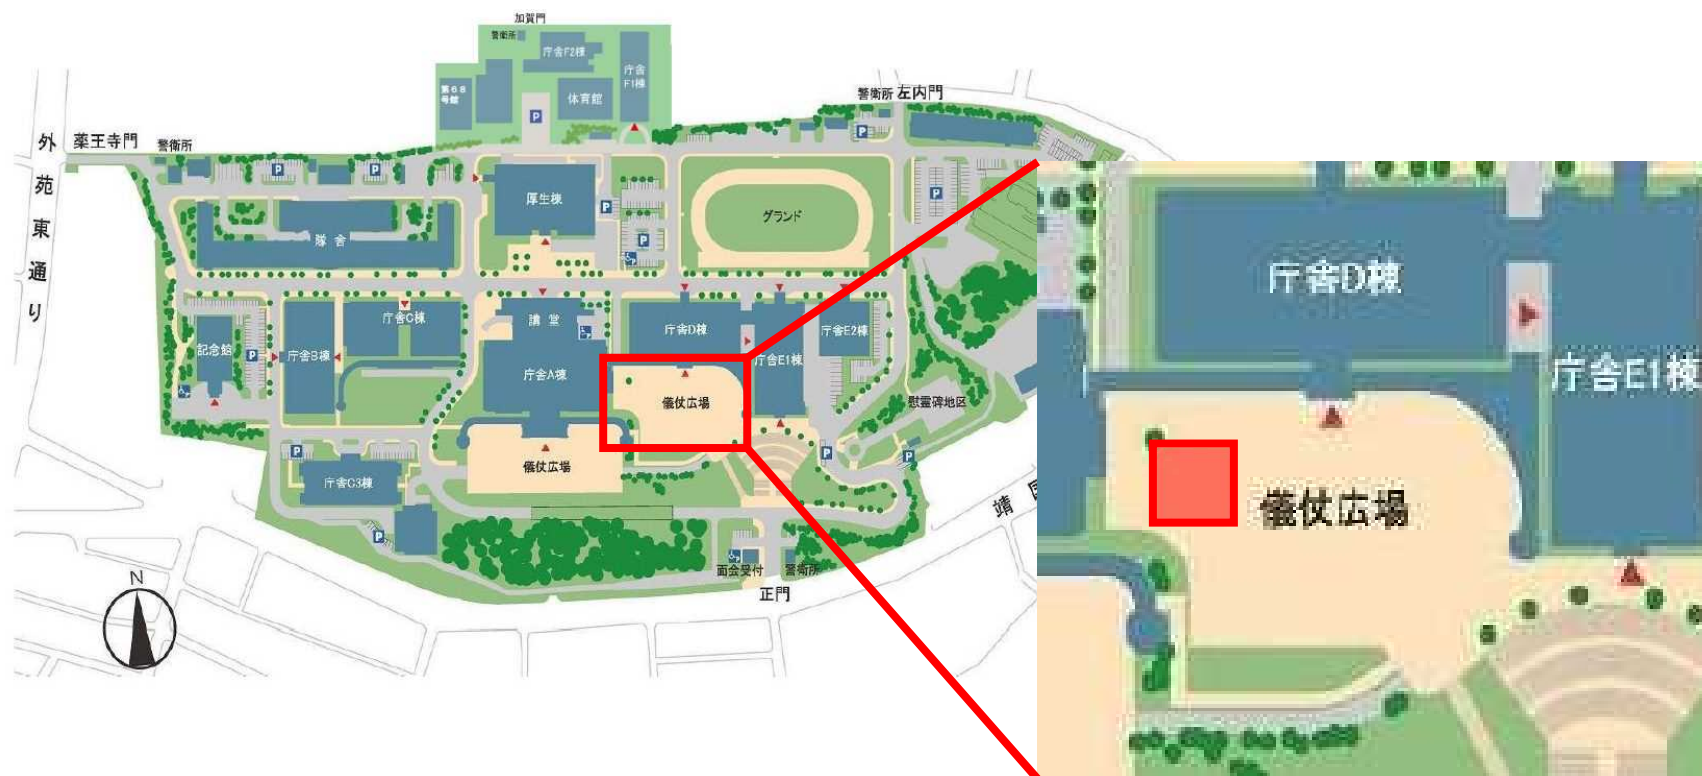 加賀門
警衛所
庁舎F2棟
庁舎
F1棟
第68
号館
体育館
P
警衛所
左内門
P
外苑東通り
薬王寺門
警衛所
P
P
厚生棟
P
P
グランド
P
隊舎
講堂
庁舎C棟
庁舎D棟
庁舎E2棟
記念館
P
庁舎B棟
庁舎A棟
庁舎E1棟
儀仗広場
慰霊碑地区
儀仗広場
P
P
P
庁舎C3棟
P
靖
面会受付
警衛所
正門
N
庁舎D棟
庁舎E1棟
儀仗広場